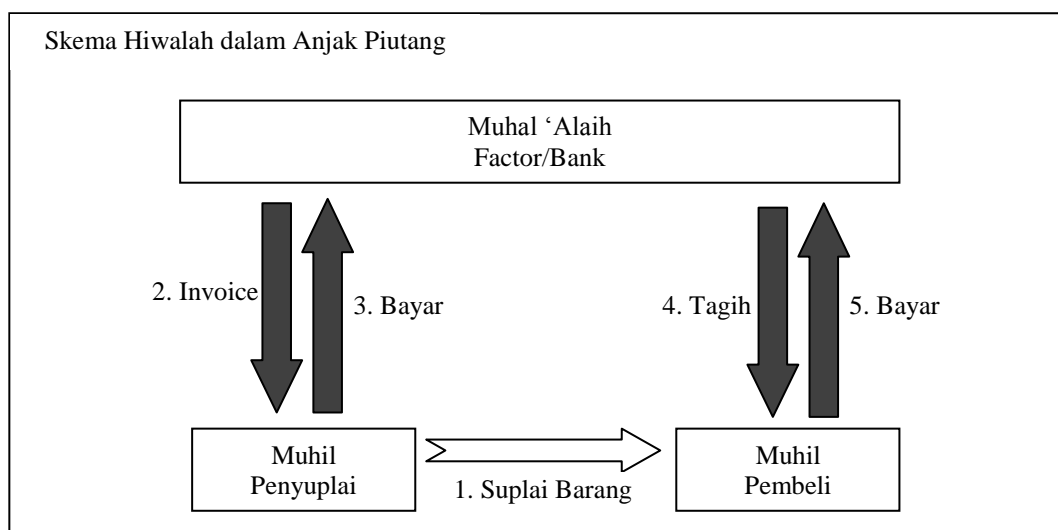 Skema Hiwalah dalam Anjak Piutang
Muhal ‘Alaih
Factor/Bank
2. Invoice
3. Bayar
4. Tagih
5. Bayar
Muhil
Penyuplai
1. Suplai Barang
Muhil
Pembeli